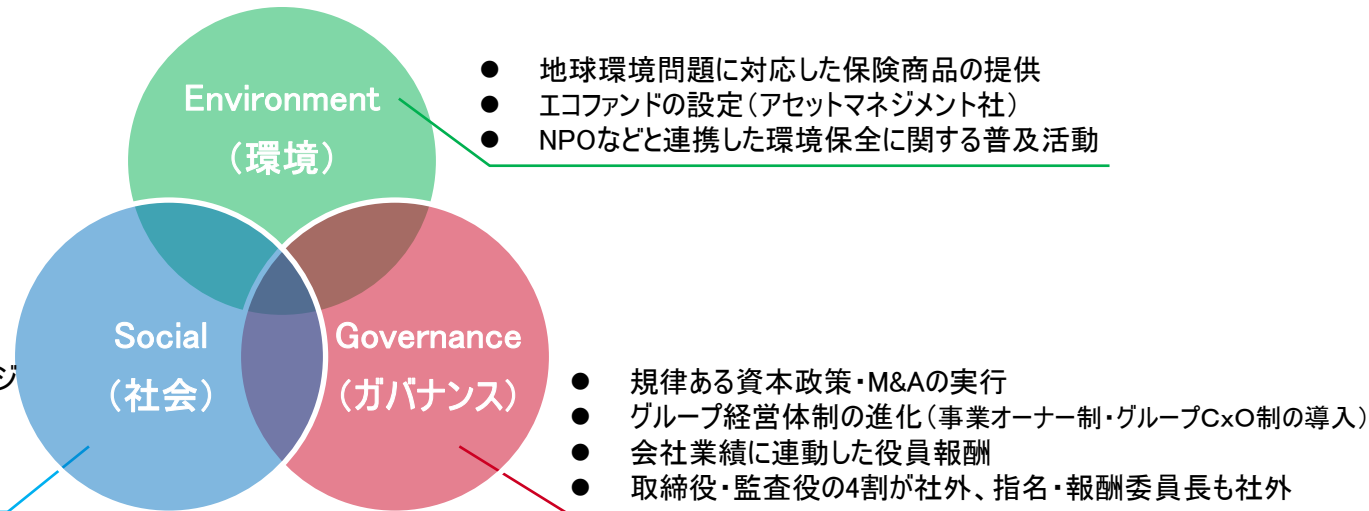 Environment
（環境）
● 地球環境問題に対応した保険商品の提供
● エコファンドの設定（アセットマネジメント社）
● NPOなどと連携した環境保全に関する普及活動
Social
（社会）
Governance
（ガバナンス）
ジ
● 規律ある資本政策・M&Aの実行
● グループ経営体制の進化（事業オーナー制・グループCxO制の導入）
● 会社業績に連動した役員報酬
● 取締役・監査役の4割が社外、指名・報酬委員長も社外